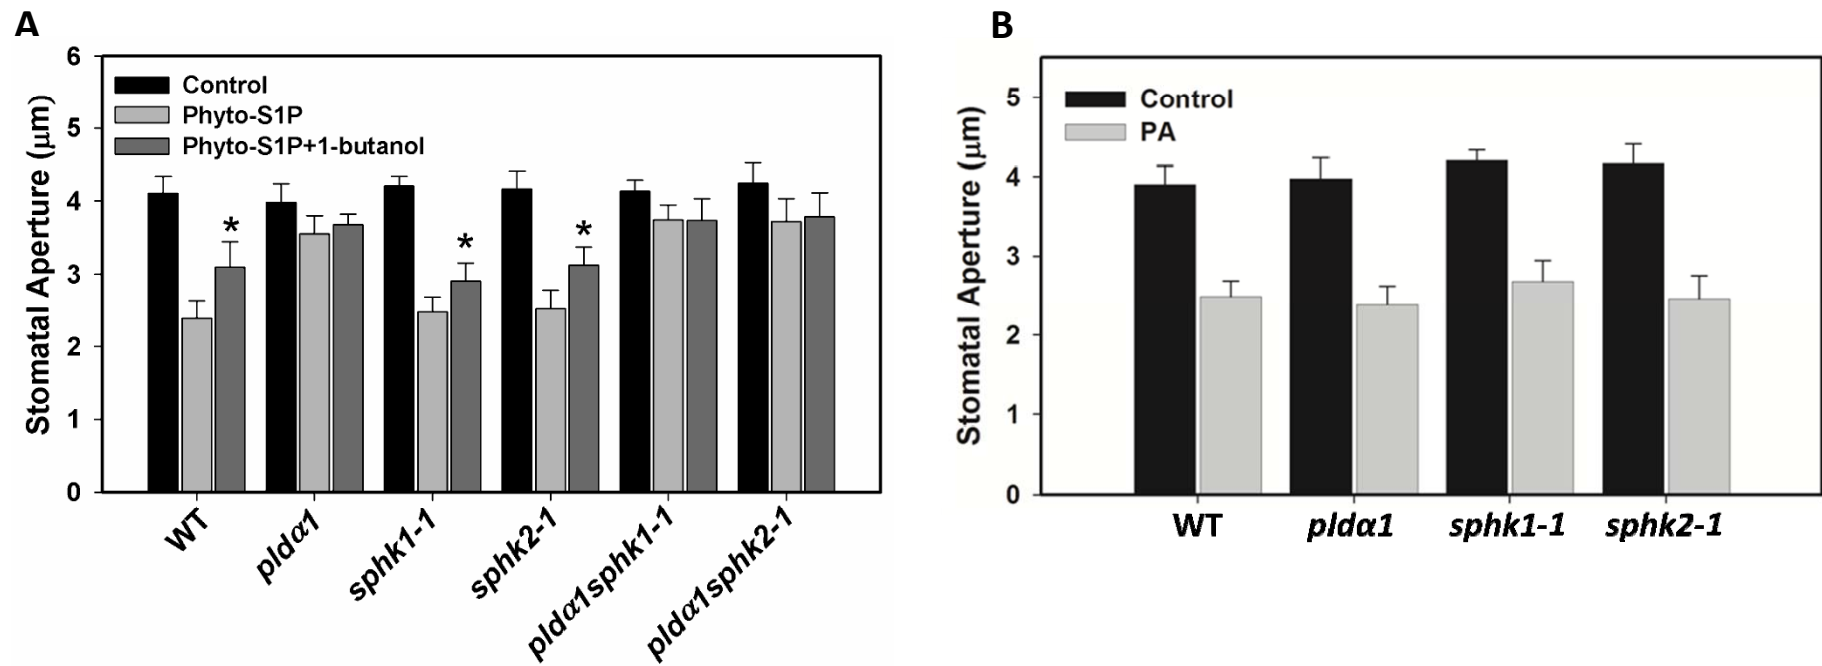 A
Stomatal Aperture (µm)
6
5
4
3
2
1
0
Control
Phyto-S1P
Phyto-S1P+1-butanol
*
*
*
WT
pldα1
sphk1-1
sphk2-1
pldα1sphk1-1
pldα1sphk2-1
B
Stomatal Aperture (µm)
5
4
3
2
1
0
Control
PA
WT
pldα1
sphk1-1
sphk2-1